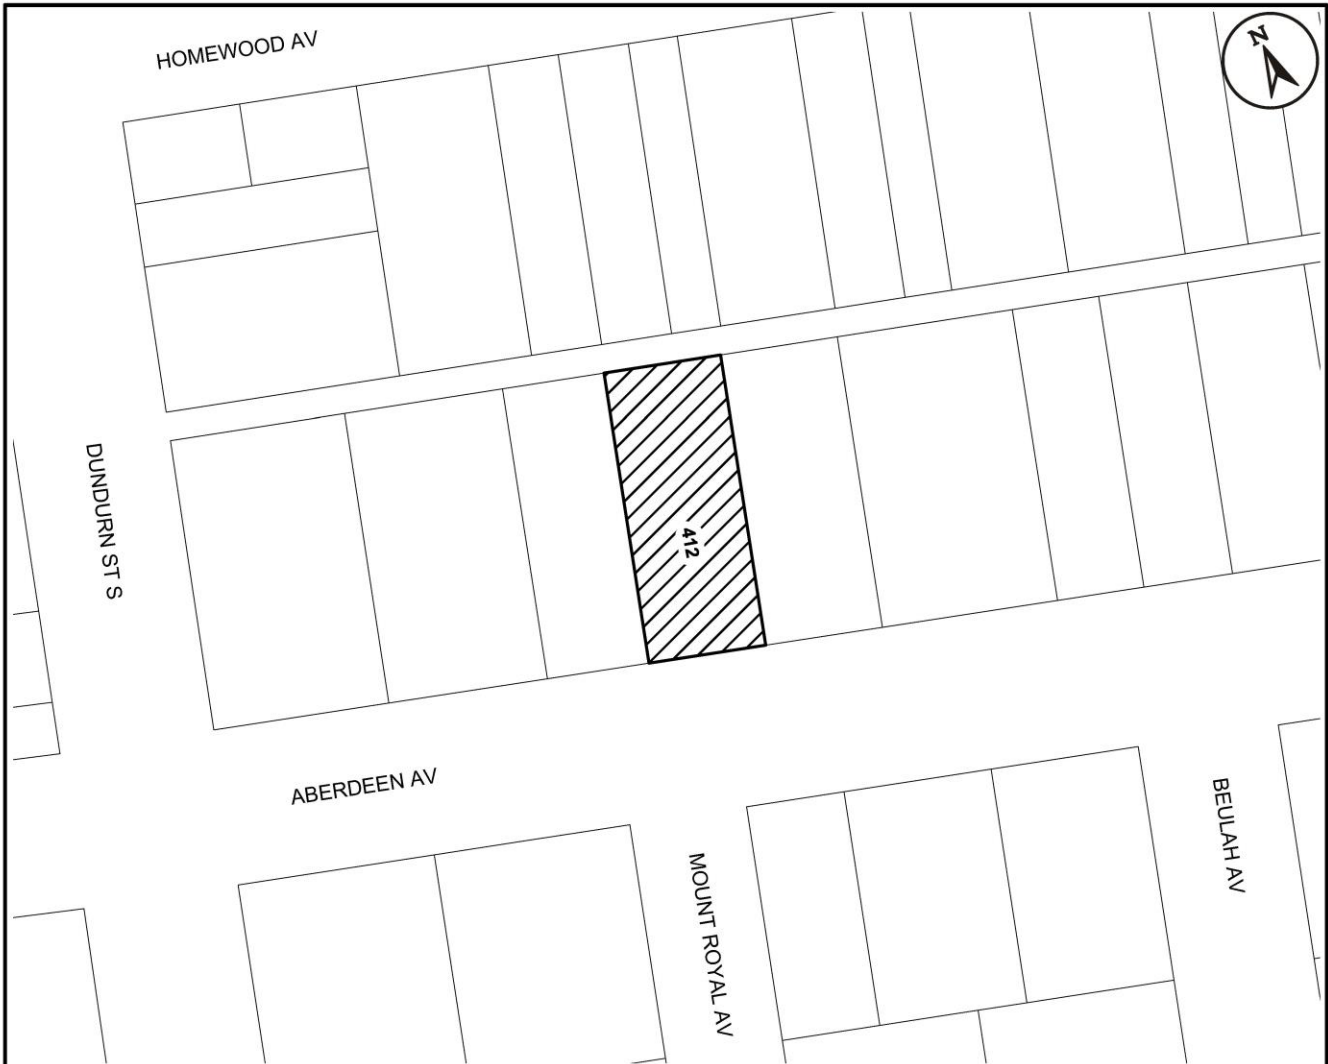 HOMEWOOD AV
N
DUNDURN ST S
412
ABERDEEN AV
MOUNT ROYAL AV
BEULAH AV